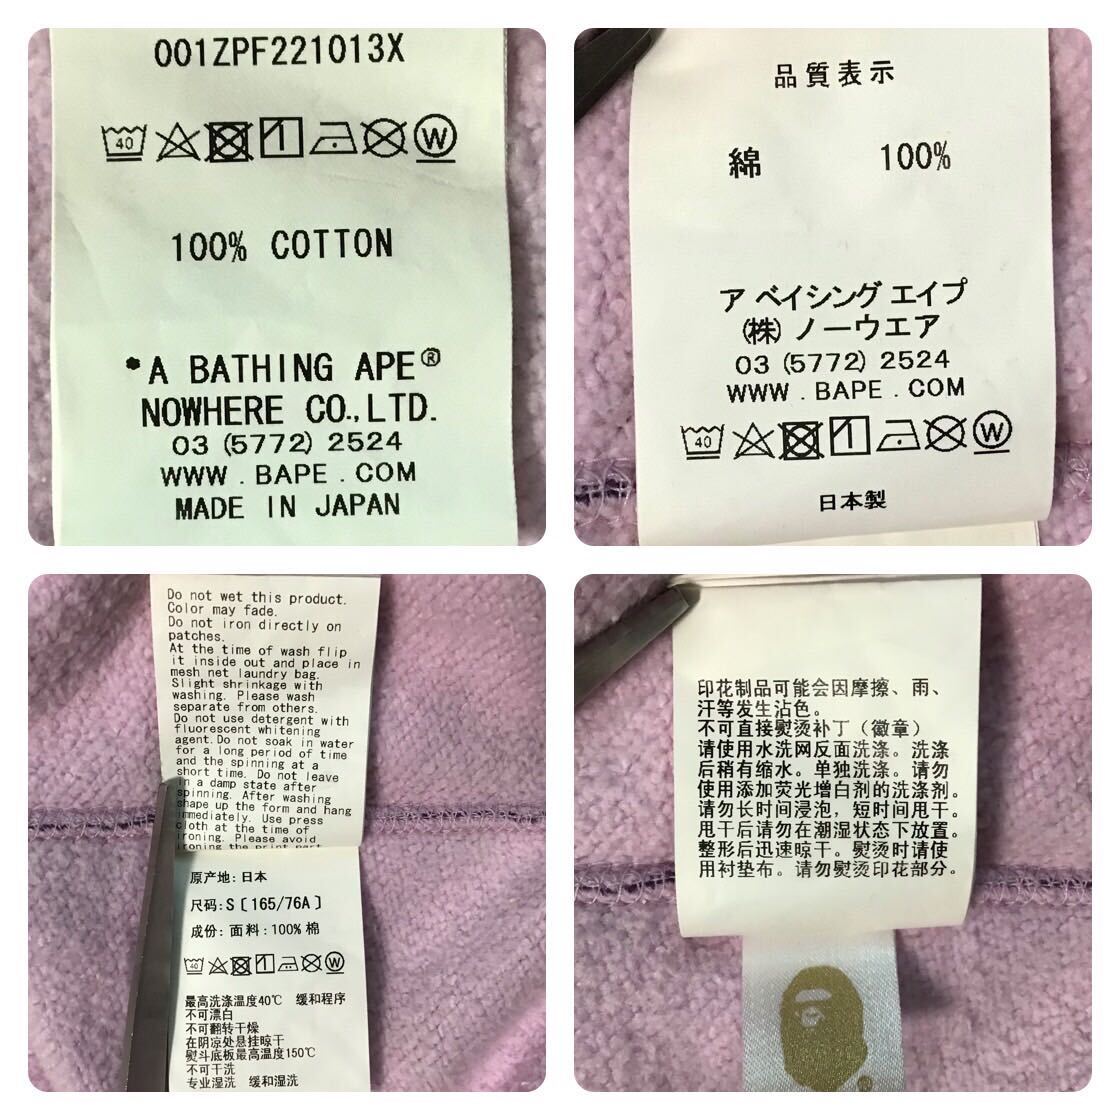 001ZPF221013X
40
W
100% COTTON
*A BATHING APE®
NOWHERE CO.,LTD.
03 (5772) 2524
WWW . BAPE . COM
MADE IN JAPAN
品質表示
綿 100%
ア ベイシング エイプ
(株) ノーウエア
03 (5772) 2524
WWW . BAPE . COM
40
W
日本製
Do not wet this product.
Color may fade.
Do not iron directly on
patches.
At the time of wash flip
it inside out and place in
mesh net laundry bag.
Slight shrinkage with
washing. Please wash
separate from others.
Do not use detergent with
fluorescent whitening
agent.Do not soak in water
for a long period of time
and the spinning at a
short time. Do not leave
in a damp state after
spinning. After washing
shape up the form and hang
immediately. Use press
cloth at the time of
ironing. Please avoid
ironing the print part
原产地: 日本
尺码: S [165/76A]
成份: 面料: 100% 棉
40
W
最高洗涤温度40℃ 缓和程序
不可漂白
不可翻转干燥
在阴凉处悬挂晾干
熨斗底板最高温度150℃
不可干洗
专业湿洗 缓和湿洗
印花制品可能会因摩擦、雨、
汗等发生沾色。
不可直接熨烫补丁（徽章）
请使用水洗网反面洗涤。洗涤
后稍有缩水。单独洗涤。请勿
使用添加荧光增白剂的洗涤剂。
请勿长时间浸泡，短时间甩干。
甩干后请勿在潮湿状态下放置。
整形后迅速晾干。熨烫时请使
用衬垫布。请勿熨烫印花部分。
®